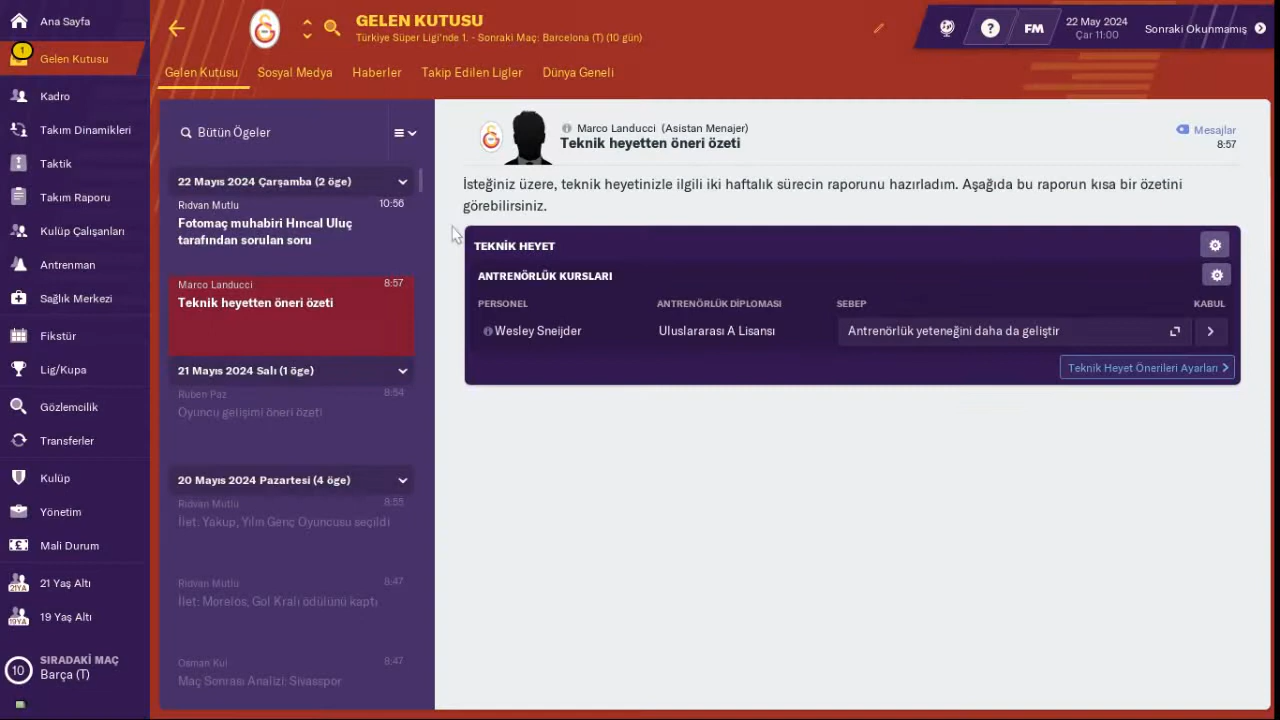 Ana Sayfa
1
Gelen Kutusu
Kadro
Takım Dinamikleri
Taktik
Takım Raporu
Kulüp Çalışanları
Antrenman
Sağlık Merkezi
Fikstür
Lig/Kupa
Gözlemcilik
Transferler
Kulüp
Yönetim
Mali Durum
21YA
21 Yaş Altı
19YA
19 Yaş Altı
10
SIRADAKİ MAÇ
Barça (T)
GELEN KUTUSU
Türkiye Süper Ligi'nde 1. - Sonraki Maç: Barcelona (T) (10 gün)
?
FM
22 May 2024
Çar 11:00
Sonraki Okunmamış
Gelen Kutusu
Sosyal Medya
Haberler
Takip Edilen Ligler
Dünya Geneli
Bütün Ögeler
22 Mayıs 2024 Çarşamba (2 öge)
Rıdvan Mutlu 10:56
Fotomaç muhabiri Hıncal Uluç
tarafından sorulan soru
Marco Landucci 8:57
Teknik heyetten öneri özeti
21 Mayıs 2024 Salı (1 öge)
Ruben Paz 8:54
Oyuncu gelişimi öneri özeti
20 Mayıs 2024 Pazartesi (4 öge)
Rıdvan Mutlu 8:55
İlet: Yakup, Yılın Genç Oyuncusu seçildi
Rıdvan Mutlu 8:47
İlet: Morelos, Gol Kralı ödülünü kaptı
Osman Kul 8:47
Maç Sonrası Analizi: Sivasspor
Marco Landucci (Asistan Menajer)
Teknik heyetten öneri özeti
Mesajlar
8:57
İsteğiniz üzere, teknik heyetinizle ilgili iki haftalık sürecin raporunu hazırladım. Aşağıda bu raporun kısa bir özetini
görebilirsiniz.
TEKNİK HEYET
ANTRENÖRLÜK KURSLARI
PERSONEL ANTRENÖRLÜK DİPLOMASI SEBEP KABUL
Wesley Sneijder Uluslararası A Lisansı Antrenörlük yeteneğini daha da geliştir
Teknik Heyet Önerileri Ayarları